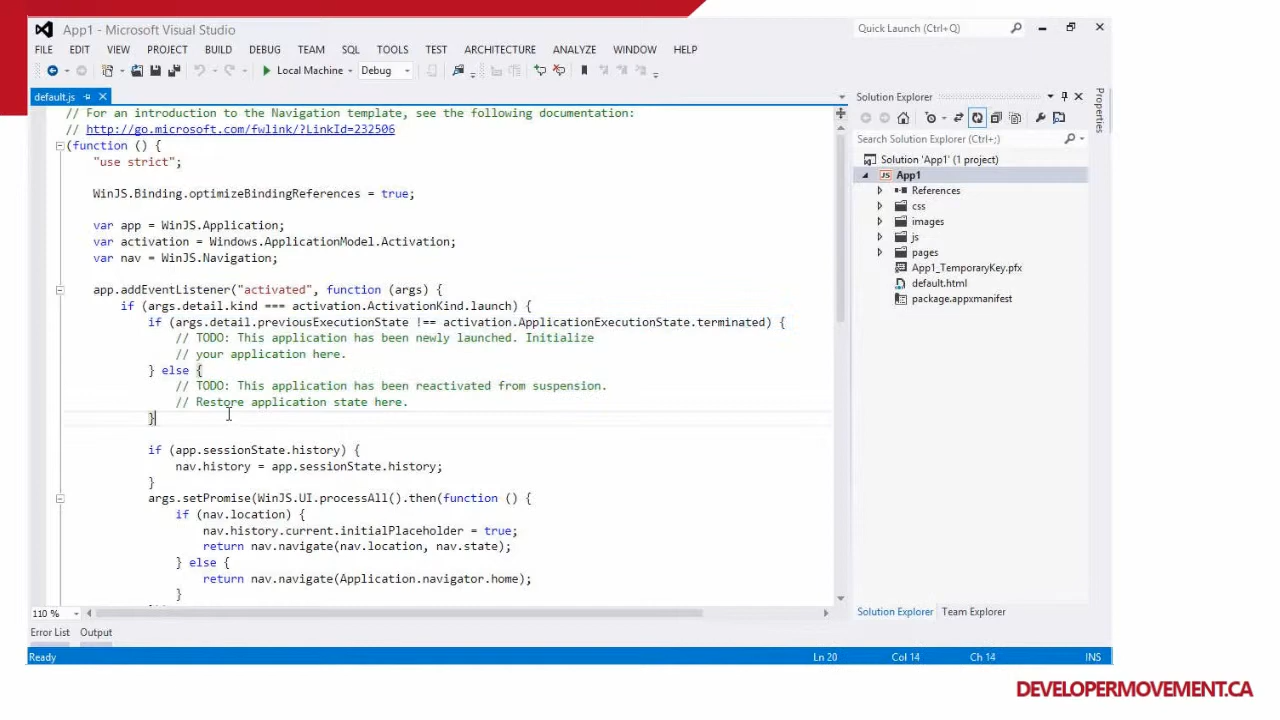 App1 - Microsoft Visual Studio
Quick Launch (Ctrl+Q)
FILE EDIT VIEW PROJECT BUILD DEBUG TEAM SQL TOOLS TEST ARCHITECTURE ANALYZE WINDOW HELP
Local Machine Debug
default.js
// For an introduction to the Navigation template, see the following documentation:
// http://go.microsoft.com/fwlink/?LinkId=232506
(function () {
"use strict";
WinJS.Binding.optimizeBindingReferences = true;
var app = WinJS.Application;
var activation = Windows.ApplicationModel.Activation;
var nav = WinJS.Navigation;
app.addEventListener("activated", function (args) {
if (args.detail.kind === activation.ActivationKind.launch) {
if (args.detail.previousExecutionState !== activation.ApplicationExecutionState.terminated) {
// TODO: This application has been newly launched. Initialize
// your application here.
} else {
// TODO: This application has been reactivated from suspension.
// Restore application state here.
}
if (app.sessionState.history) {
nav.history = app.sessionState.history;
}
args.setPromise(WinJS.UI.processAll().then(function () {
if (nav.location) {
nav.history.current.initialPlaceholder = true;
return nav.navigate(nav.location, nav.state);
} else {
return nav.navigate(Application.navigator.home);
}
110 %
Solution Explorer
Search Solution Explorer (Ctrl+;)
Solution 'App1' (1 project)
JS App1
References
css
images
js
pages
App1_TemporaryKey.pfx
default.html
package.appxmanifest
Solution Explorer Team Explorer
Properties
Error List Output
Ready Ln 20 Col 14 Ch 14 INS
DEVELOPERMOVEMENT.CA